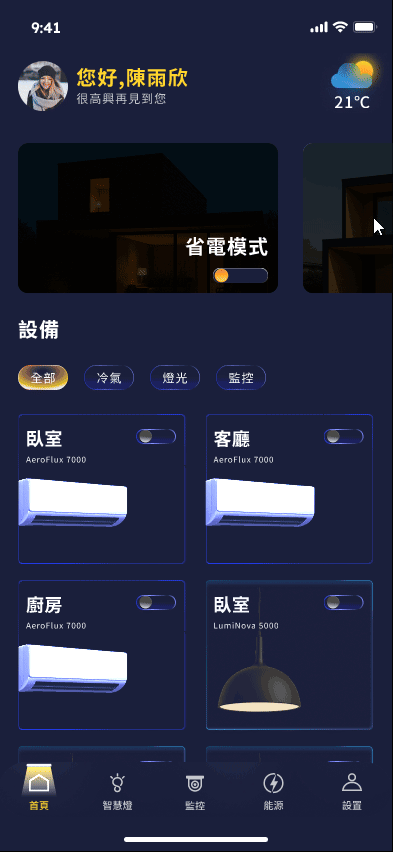 9:41
您好,陳雨欣
很高興再見到您
21°C
省電模式
設備
全部 冷氣 燈光 監控
臥室
AeroFlux 7000
客廳
AeroFlux 7000
廚房
AeroFlux 7000
臥室
LumiNova 5000
首頁 智慧燈 監控 能源 設置